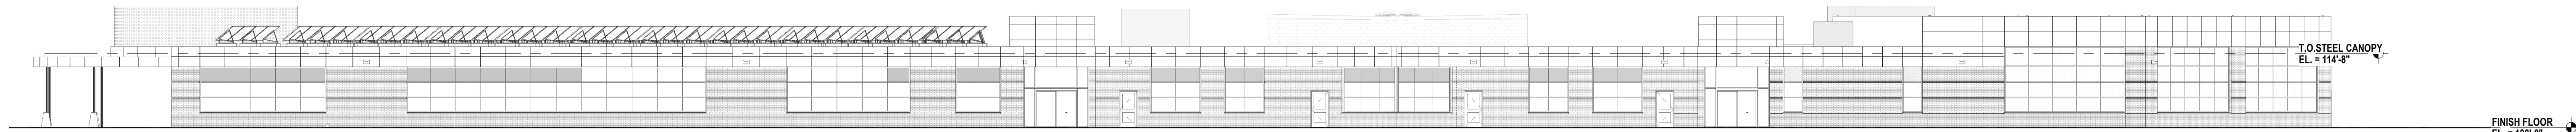 T.O.STEEL CANOPY
EL. = 114'-8"
FINISH FLOOR